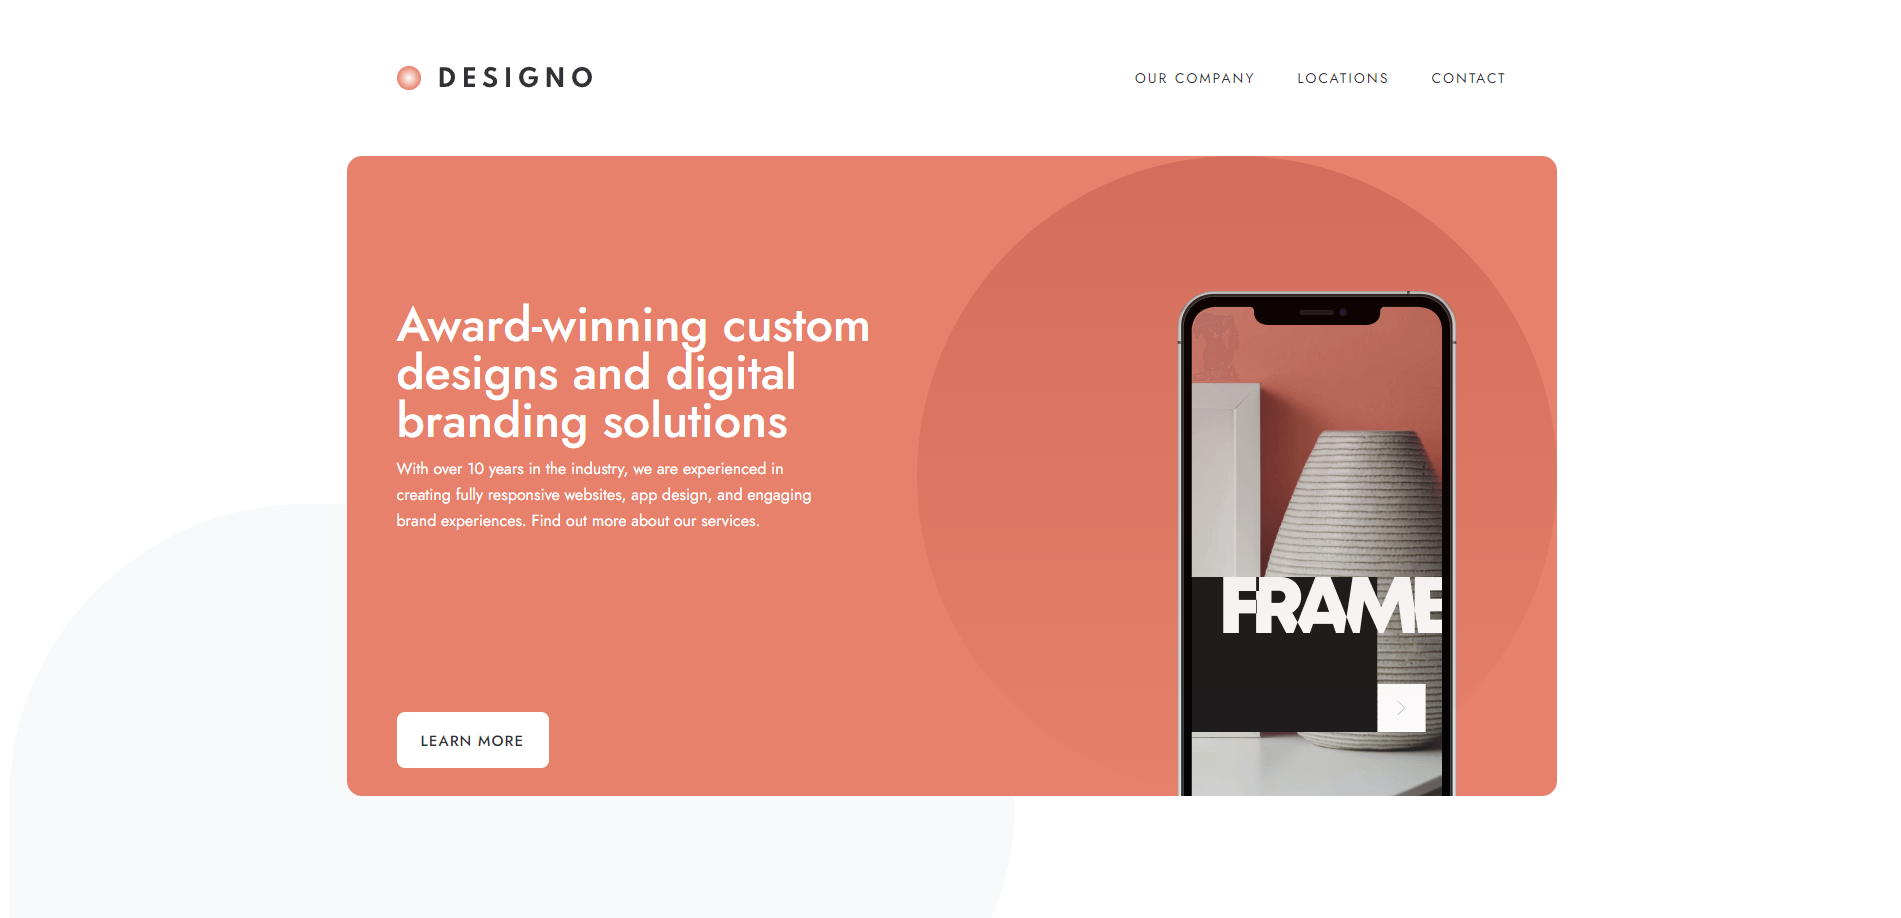 DESIGNO
OUR COMPANY
LOCATIONS
CONTACT
Award-winning custom
designs and digital
branding solutions
With over 10 years in the industry, we are experienced in
creating fully responsive websites, app design, and engaging
brand experiences. Find out more about our services.
FRAME
LEARN MORE